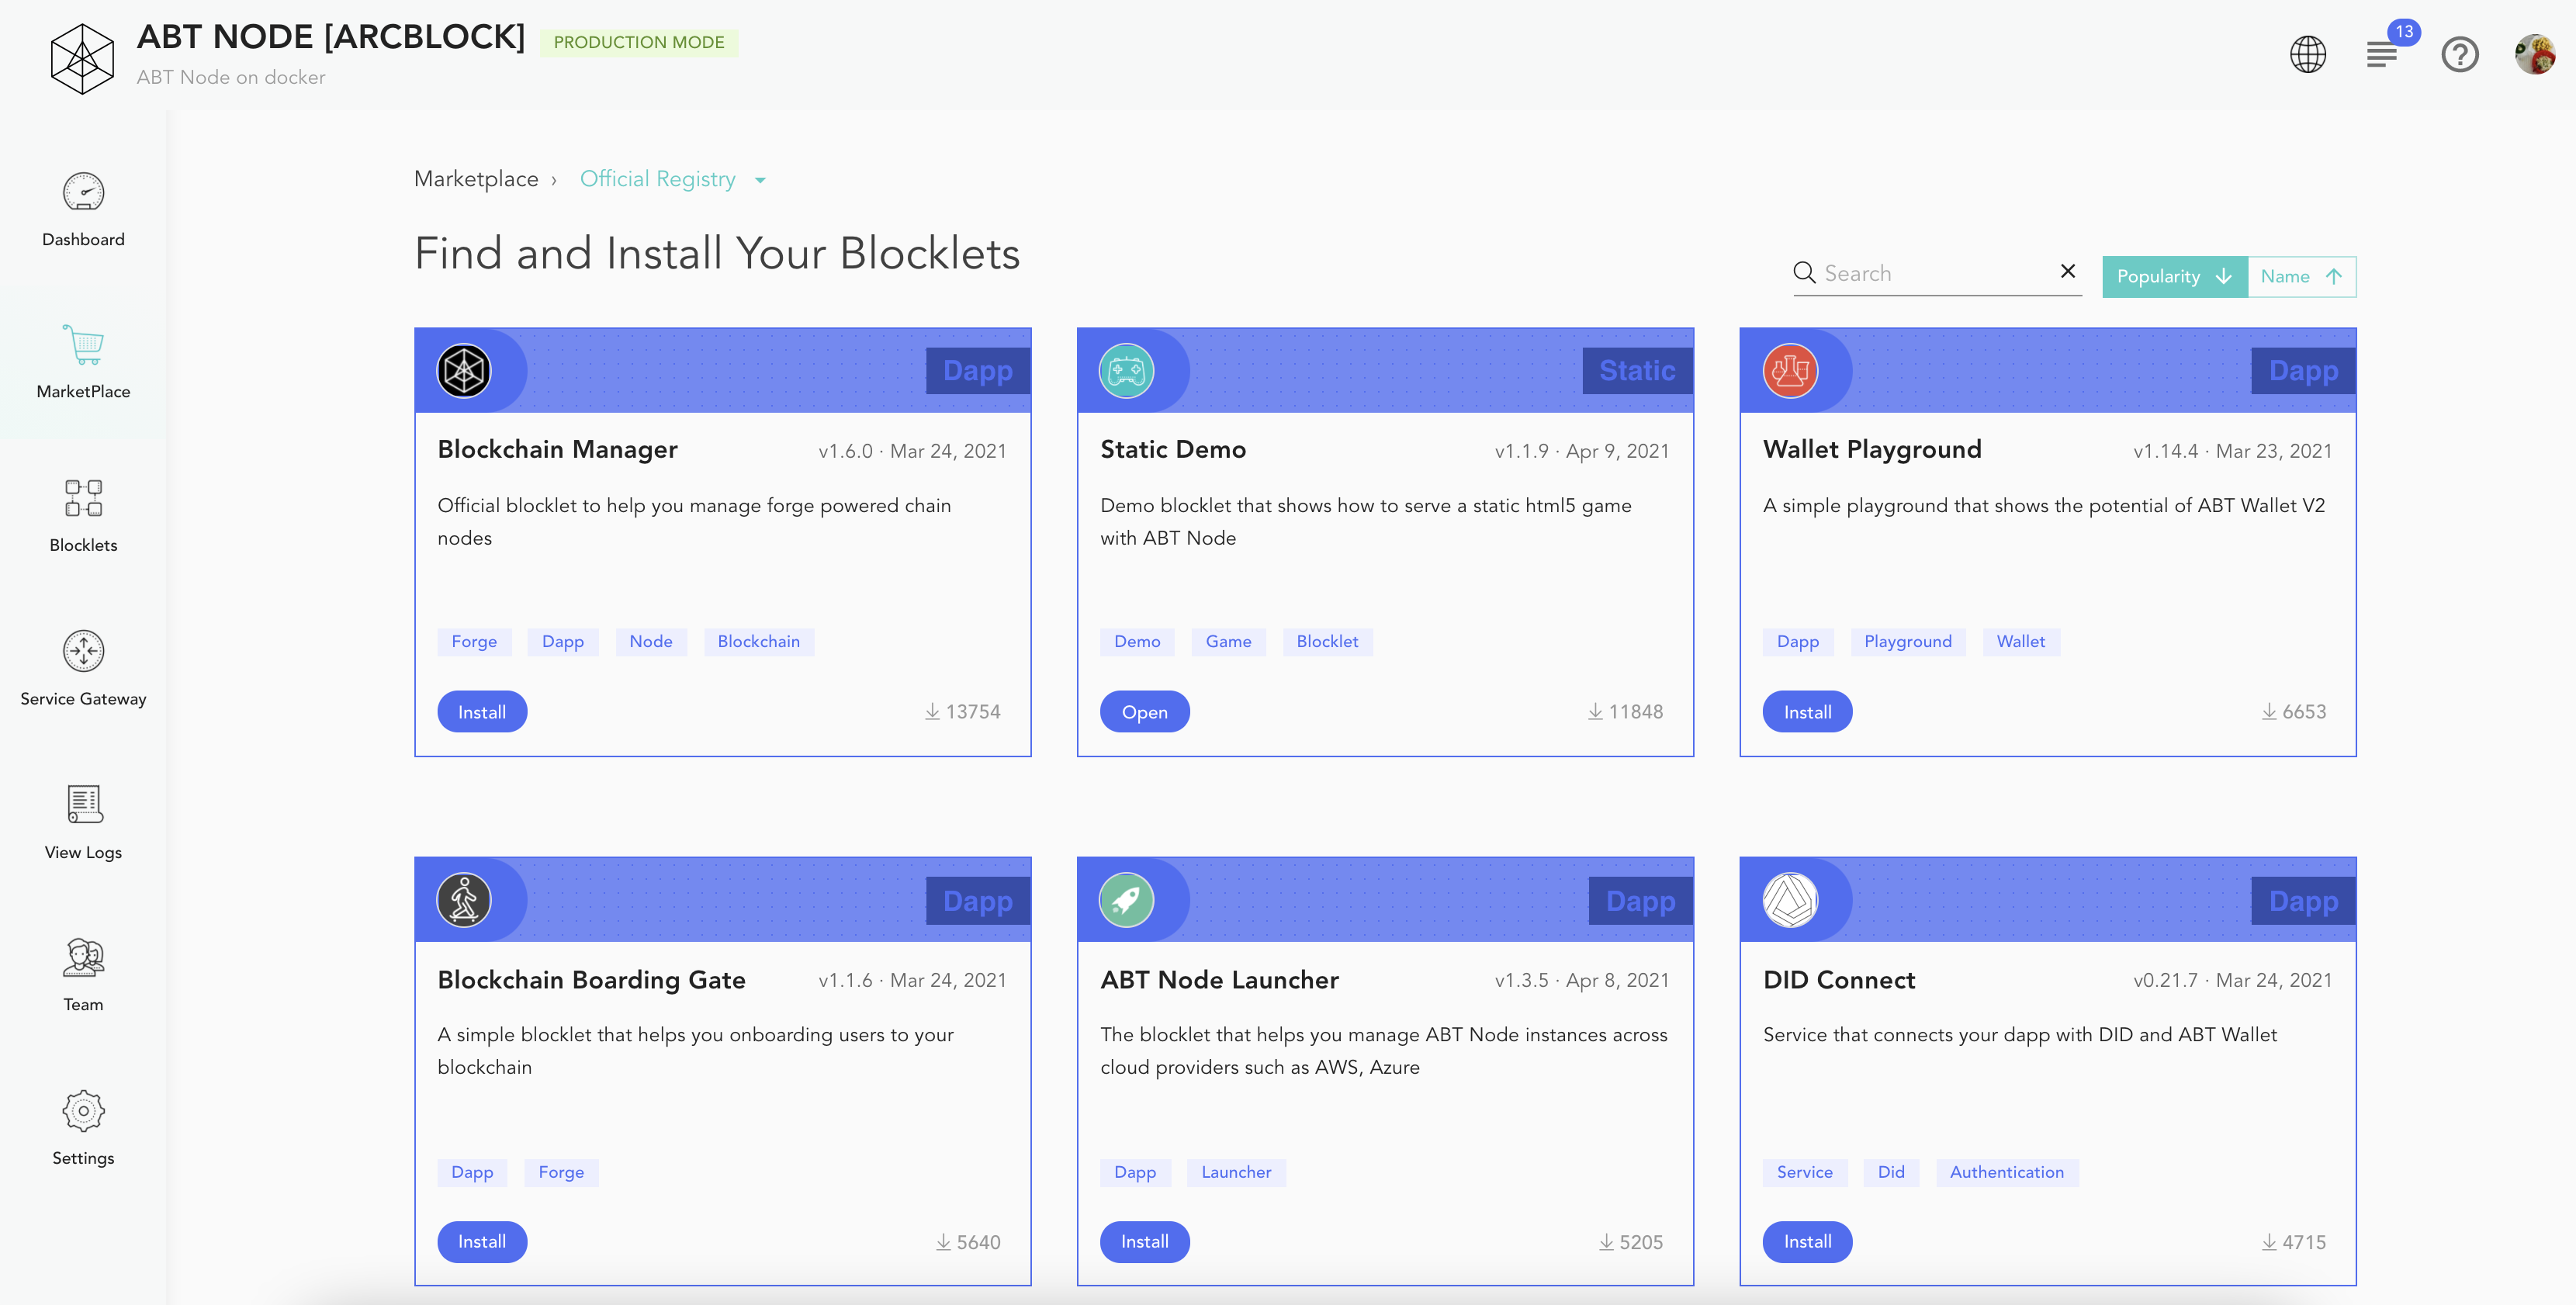 ABT NODE [ARCBLOCK]
PRODUCTION MODE
ABT Node on docker
13
Dashboard
MarketPlace
Blocklets
Service Gateway
View Logs
Team
Settings
Marketplace › Official Registry
Find and Install Your Blocklets
Search
Popularity
Name
Dapp
Blockchain Manager
v1.6.0 · Mar 24, 2021
Official blocklet to help you manage forge powered chain
nodes
Forge Dapp Node Blockchain
Install
13754
Static
Static Demo
v1.1.9 · Apr 9, 2021
Demo blocklet that shows how to serve a static html5 game
with ABT Node
Demo Game Blocklet
Open
11848
Dapp
Wallet Playground
v1.14.4 · Mar 23, 2021
A simple playground that shows the potential of ABT Wallet V2
Dapp Playground Wallet
Install
6653
Dapp
Blockchain Boarding Gate
v1.1.6 · Mar 24, 2021
A simple blocklet that helps you onboarding users to your
blockchain
Dapp Forge
Install
5640
Dapp
ABT Node Launcher
v1.3.5 · Apr 8, 2021
The blocklet that helps you manage ABT Node instances across
cloud providers such as AWS, Azure
Dapp Launcher
Install
5205
Dapp
DID Connect
v0.21.7 · Mar 24, 2021
Service that connects your dapp with DID and ABT Wallet
Service Did Authentication
Install
4715